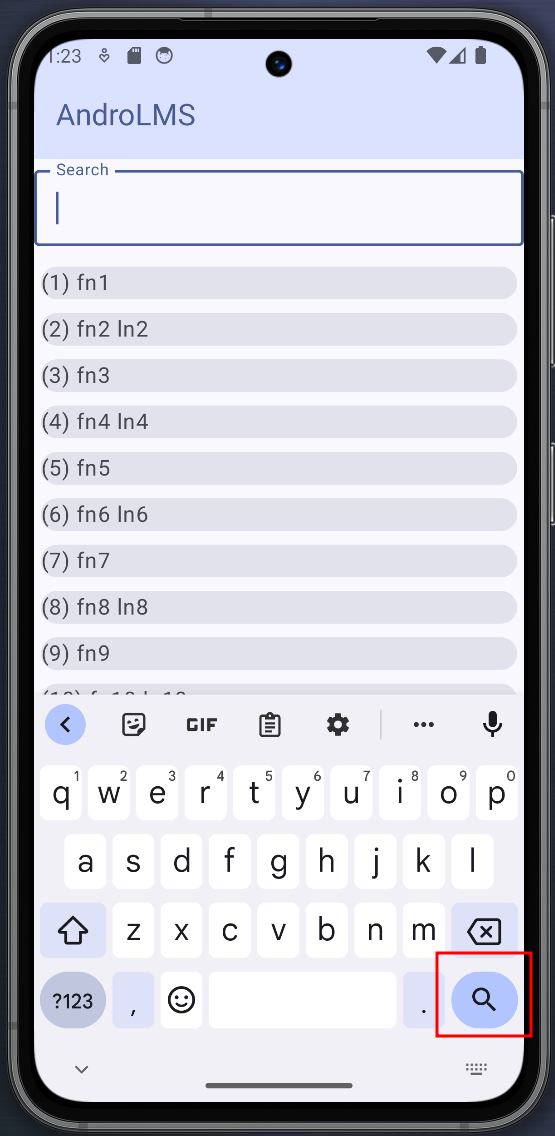 1:23
AndroLMS
Search
(1) fn1
(2) fn2 ln2
(3) fn3
(4) fn4 ln4
(5) fn5
(6) fn6 ln6
(7) fn7
(8) fn8 ln8
(9) fn9
GIF
q1 w2 e3 r4 t5 y6 u7 i8 o9 p0
a s d f g h j k l
z x c v b n m
?123 , .